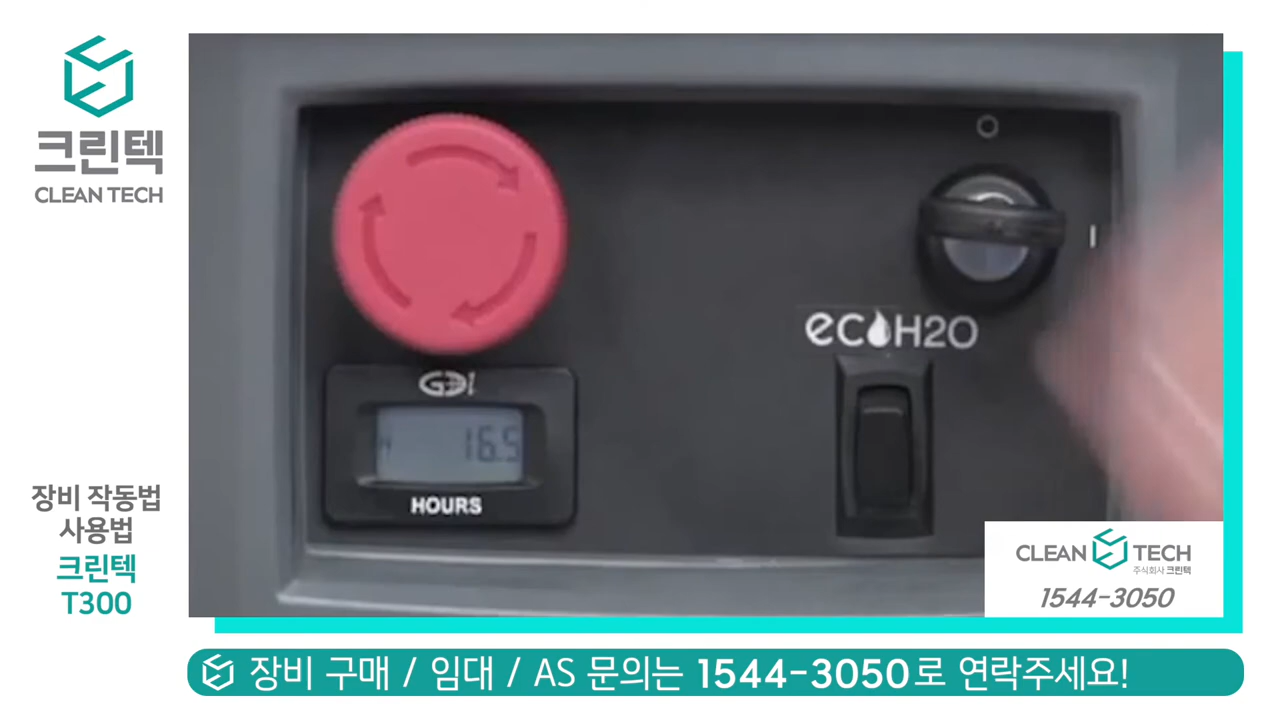 크린텍
CLEAN TECH
장비 작동법
사용법
크린텍
T300
O
I
ecoH2O
16.5
HOURS
CLEAN TECH
주식회사 크린텍
1544-3050
장비 구매 / 임대 / AS 문의는 1544-3050로 연락주세요!